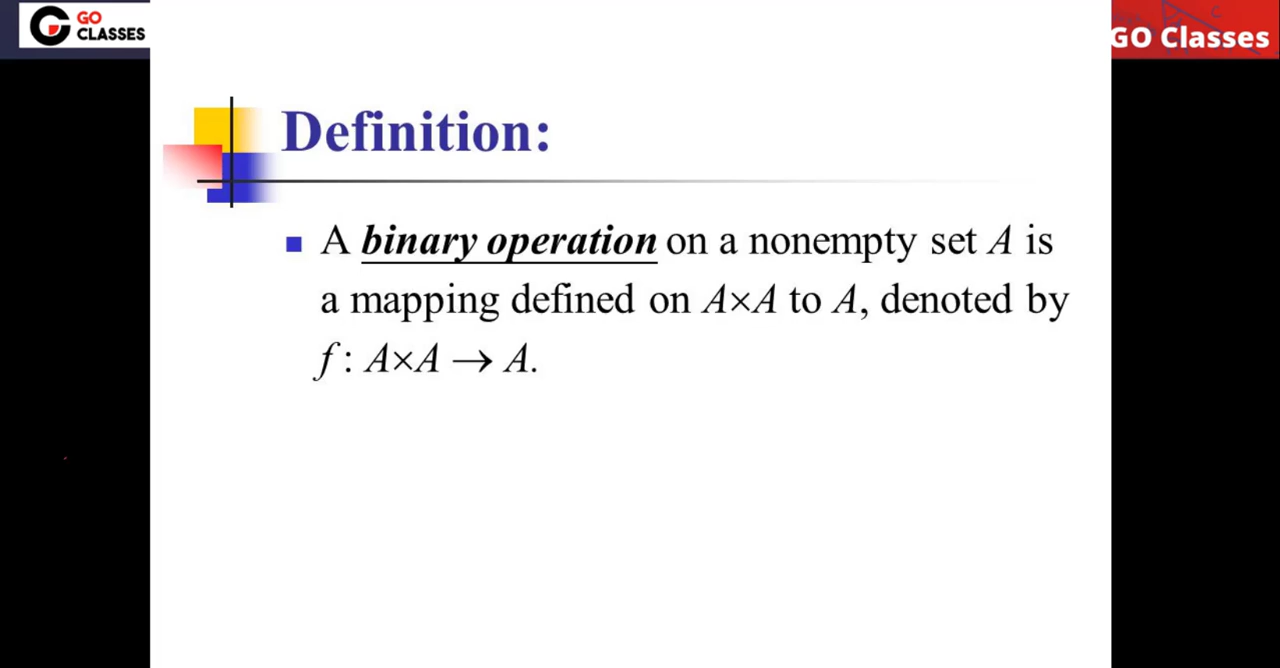 GO
CLASSES
GO Classes
Definition:
A binary operation on a nonempty set A is
a mapping defined on A×A to A, denoted by
f : A×A → A.